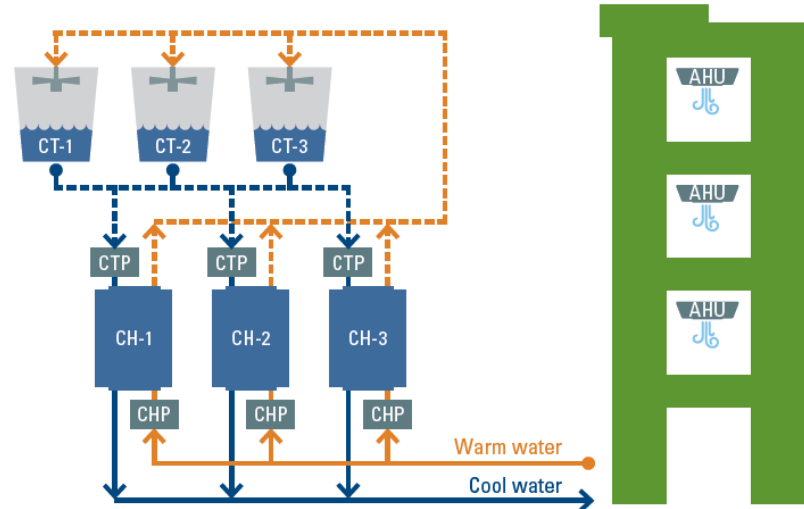 AHU
CT-1 CT-2 CT-3
AHU
CTP CTP CTP
AHU
CH-1 CH-2 CH-3
CHP CHP CHP
Warm water
Cool water